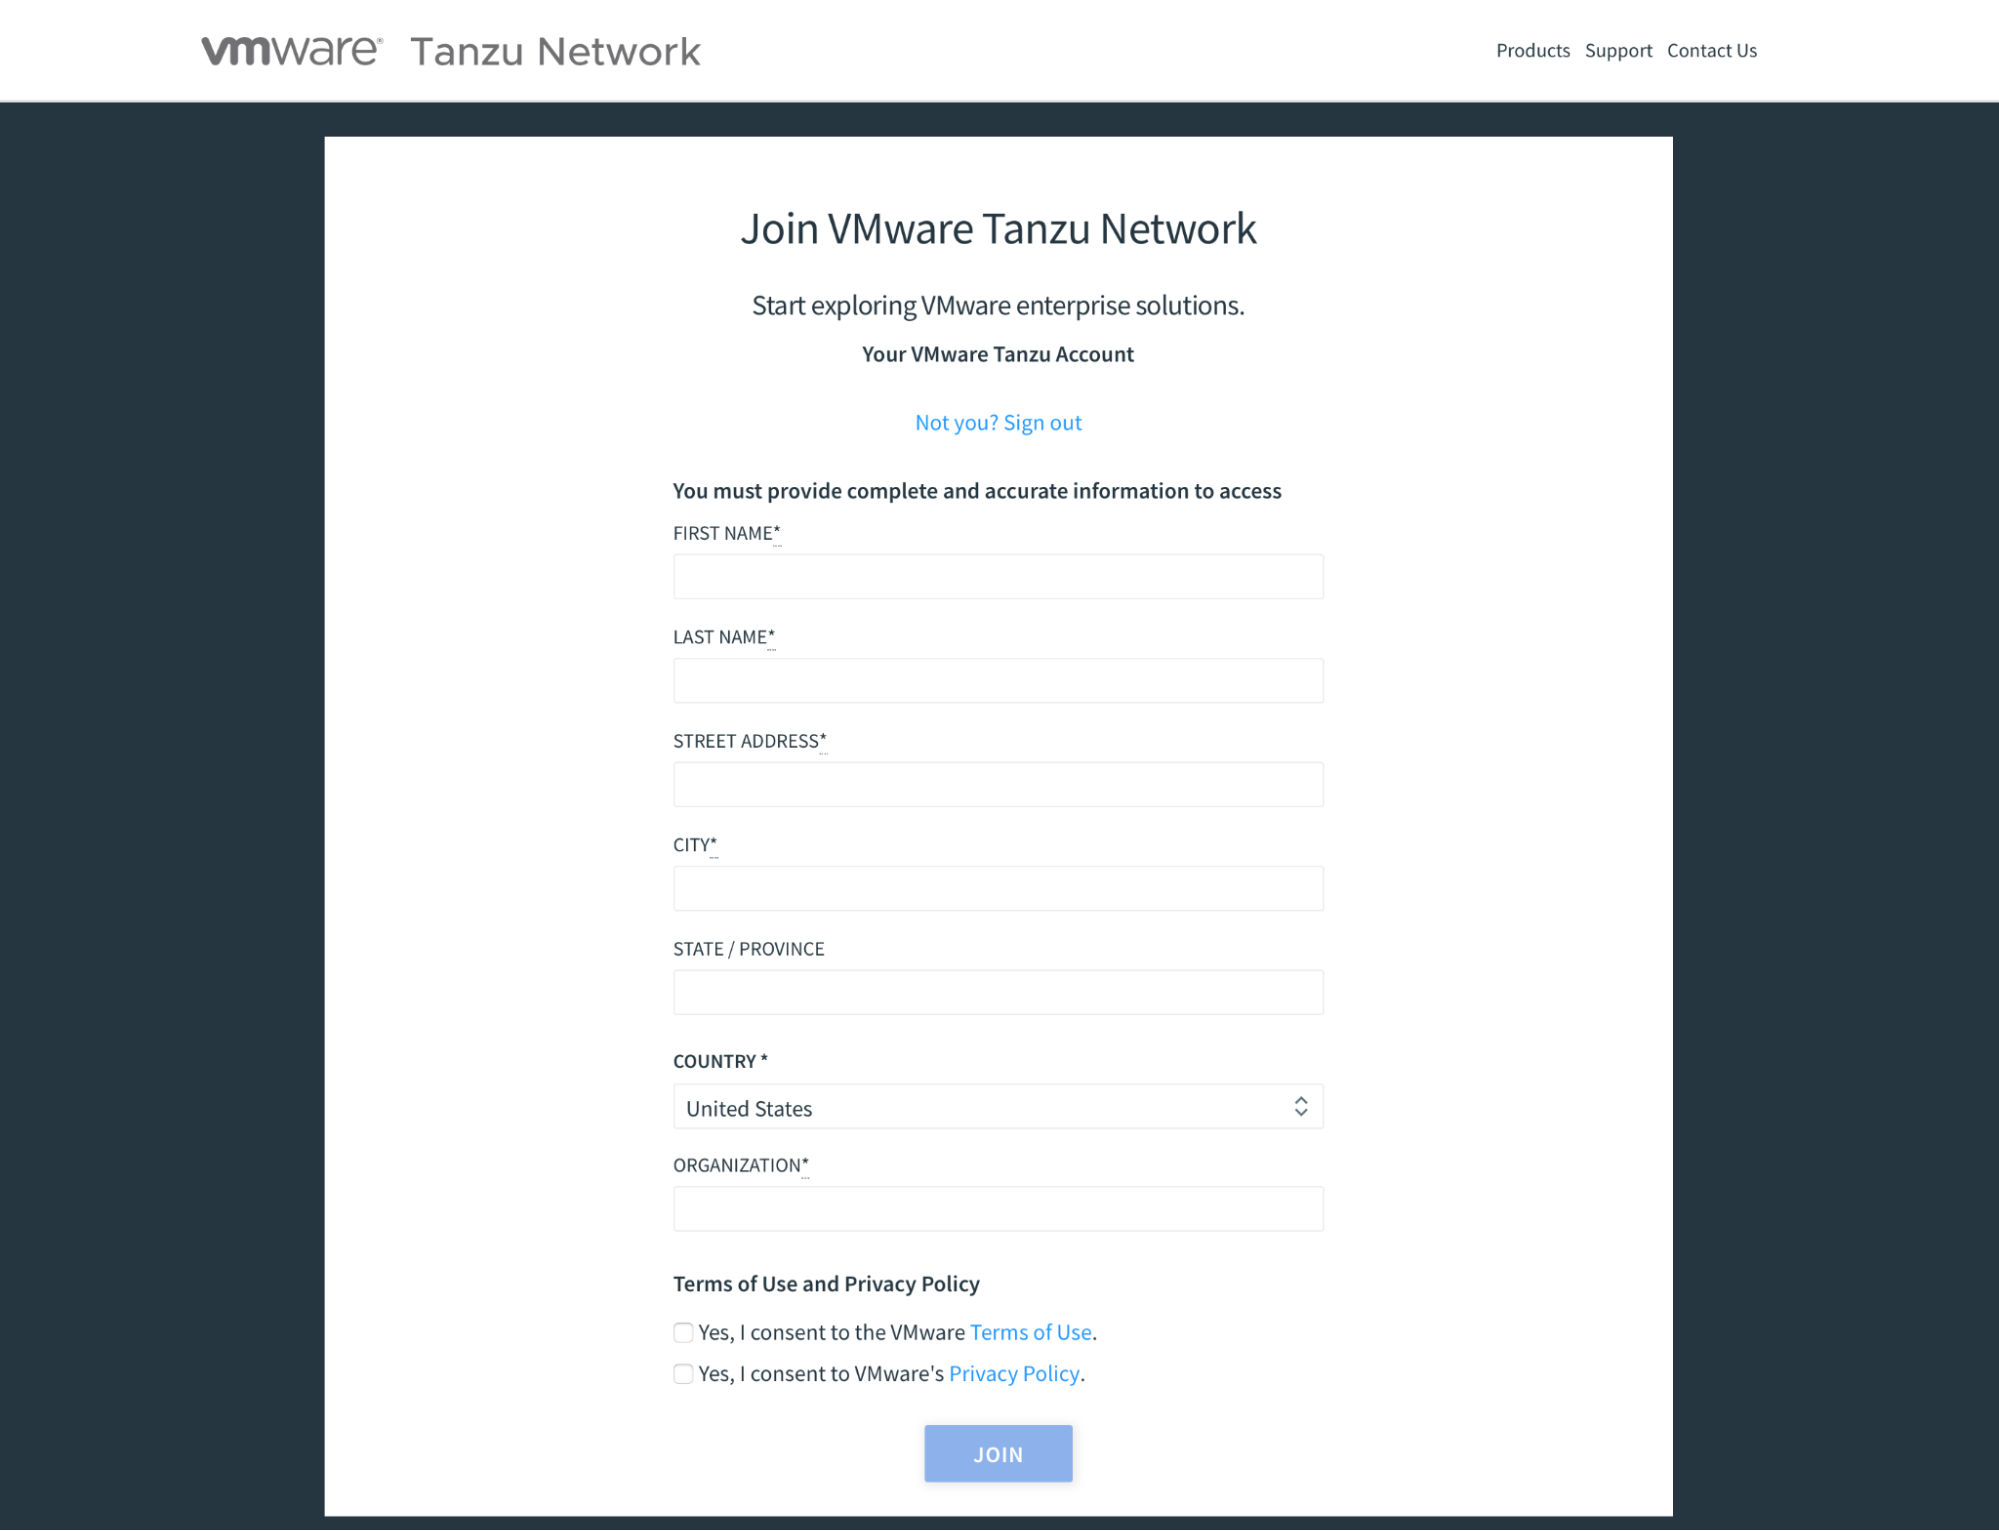 vmware® Tanzu Network
Products Support Contact Us
Join VMware Tanzu Network
Start exploring VMware enterprise solutions.
Your VMware Tanzu Account
Not you? Sign out
You must provide complete and accurate information to access
FIRST NAME*
LAST NAME*
STREET ADDRESS*
CITY*
STATE / PROVINCE
COUNTRY *
United States
ORGANIZATION*
Terms of Use and Privacy Policy
Yes, I consent to the VMware Terms of Use.
Yes, I consent to VMware's Privacy Policy.
JOIN